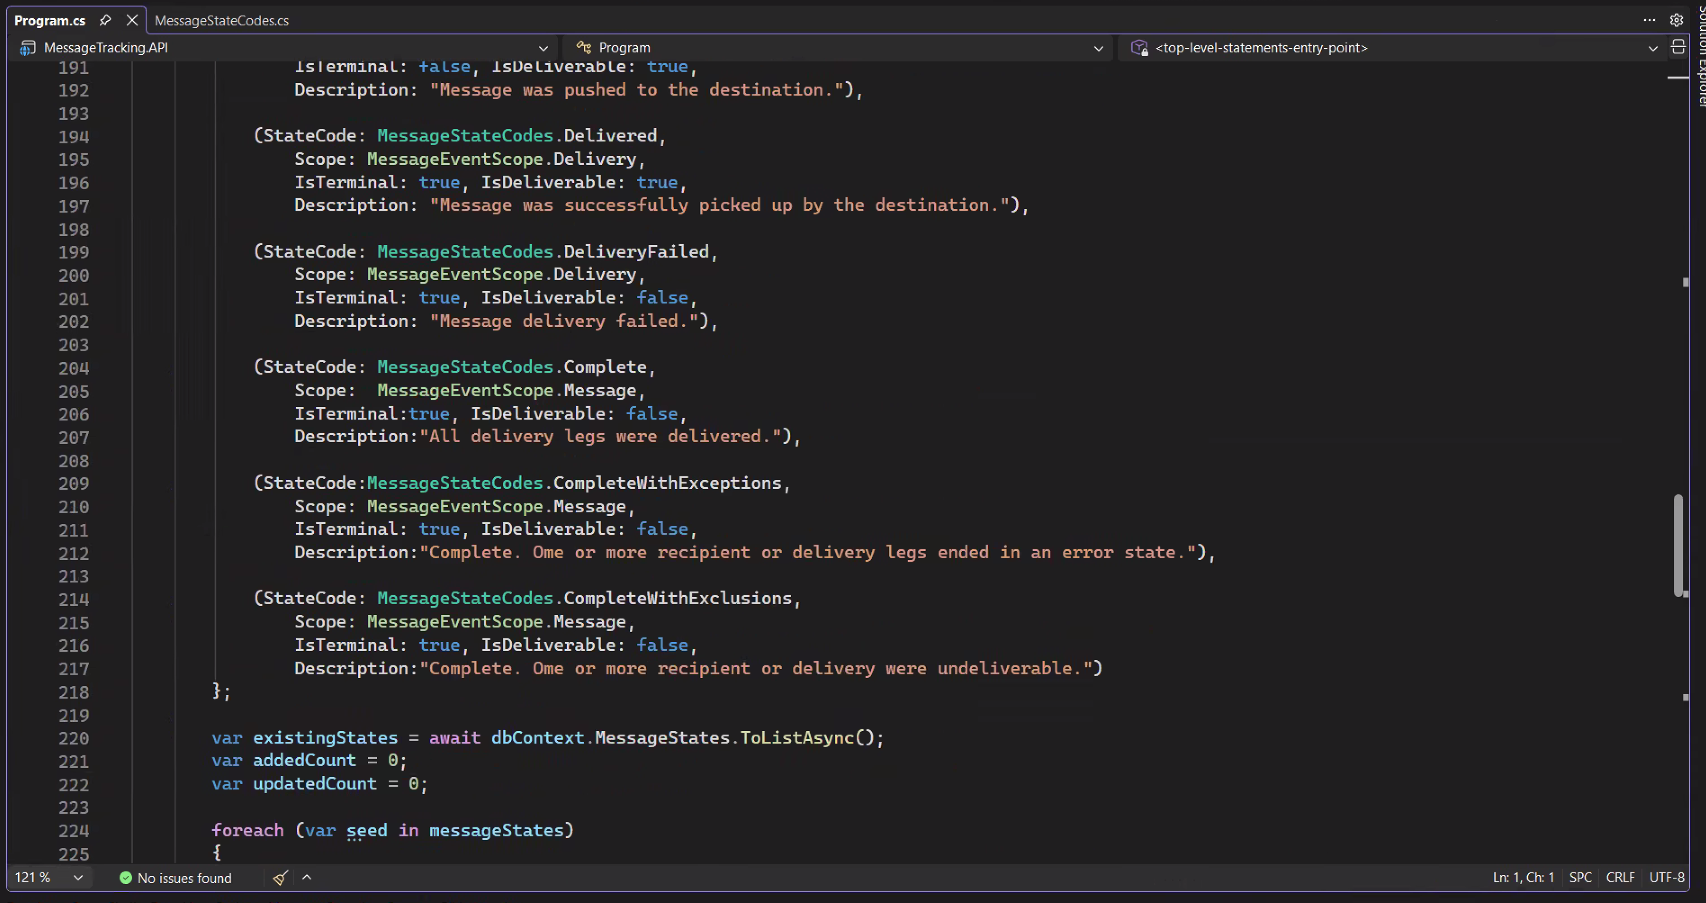 Program.cs
MessageStateCodes.cs
MessageTracking.API
Program
<top-level-statements-entry-point>
Solution Explorer
191 IsTerminal: false, IsDeliverable: true,
192 Description: "Message was pushed to the destination."),
193
194 (StateCode: MessageStateCodes.Delivered,
195 Scope: MessageEventScope.Delivery,
196 IsTerminal: true, IsDeliverable: true,
197 Description: "Message was successfully picked up by the destination."),
198
199 (StateCode: MessageStateCodes.DeliveryFailed,
200 Scope: MessageEventScope.Delivery,
201 IsTerminal: true, IsDeliverable: false,
202 Description: "Message delivery failed."),
203
204 (StateCode: MessageStateCodes.Complete,
205 Scope:  MessageEventScope.Message,
206 IsTerminal:true, IsDeliverable: false,
207 Description:"All delivery legs were delivered."),
208
209 (StateCode:MessageStateCodes.CompleteWithExceptions,
210 Scope: MessageEventScope.Message,
211 IsTerminal: true, IsDeliverable: false,
212 Description:"Complete. Ome or more recipient or delivery legs ended in an error state."),
213
214 (StateCode: MessageStateCodes.CompleteWithExclusions,
215 Scope: MessageEventScope.Message,
216 IsTerminal: true, IsDeliverable: false,
217 Description:"Complete. Ome or more recipient or delivery were undeliverable.")
218 };
219
220 var existingStates = await dbContext.MessageStates.ToListAsync();
221 var addedCount = 0;
222 var updatedCount = 0;
223
224 foreach (var seed in messageStates)
225 {
121 %
No issues found
Ln: 1, Ch: 1
SPC
CRLF
UTF-8